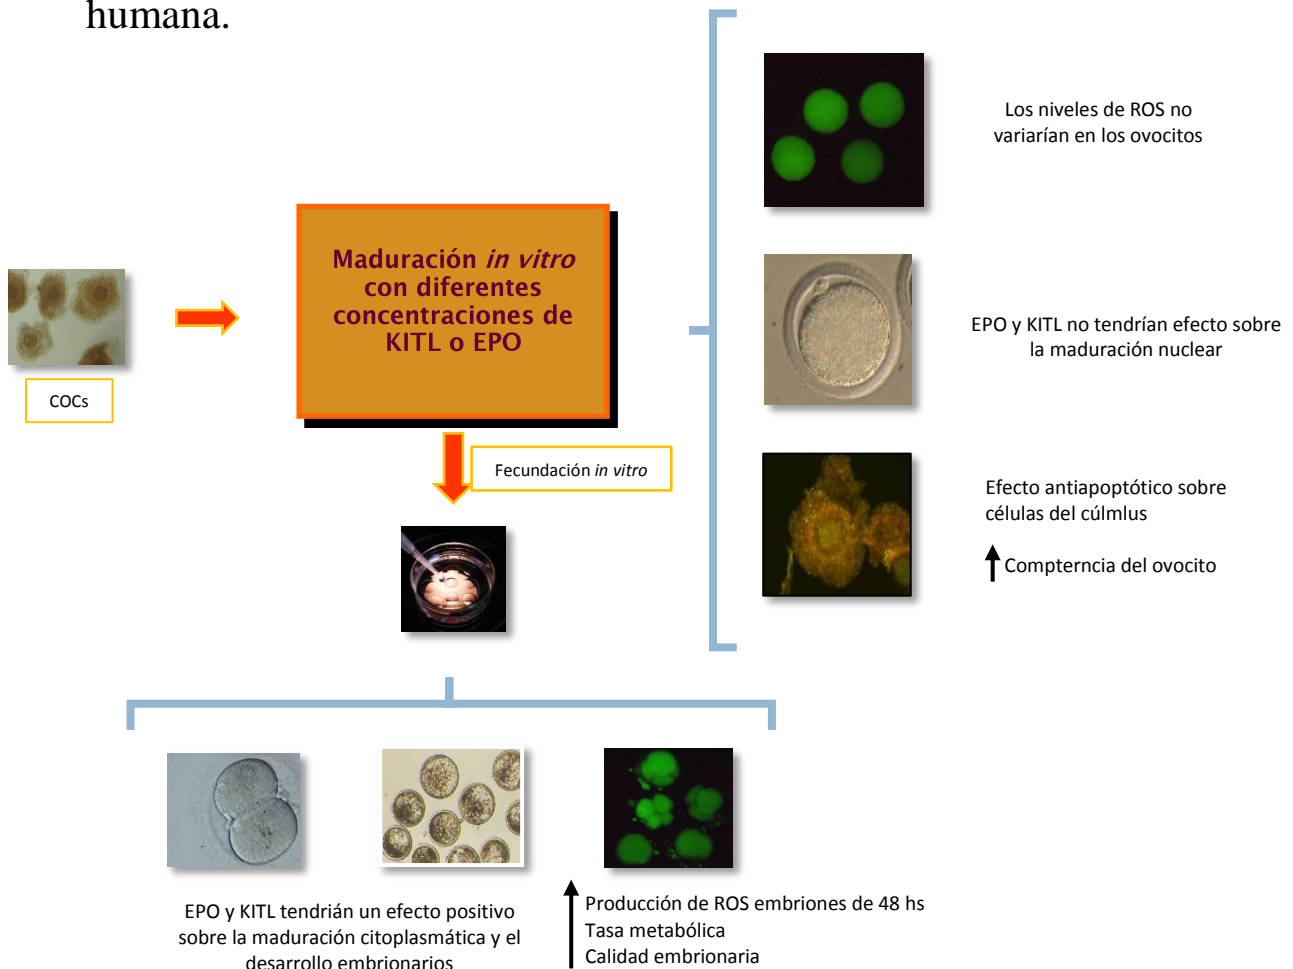 humana.
Los niveles de ROS no
variarían en los ovocitos
Maduración in vitro
con diferentes
concentraciones de
KITL o EPO
EPO y KITL no tendrían efecto sobre
la maduración nuclear
COCs
Fecundación in vitro
Efecto antiapoptótico sobre
células del cúlmlus
Compterncia del ovocito
EPO y KITL tendrián un efecto positivo
sobre la maduración citoplasmática y el
desarrollo embrionarios
Producción de ROS embriones de 48 hs
Tasa metabólica
Calidad embrionaria